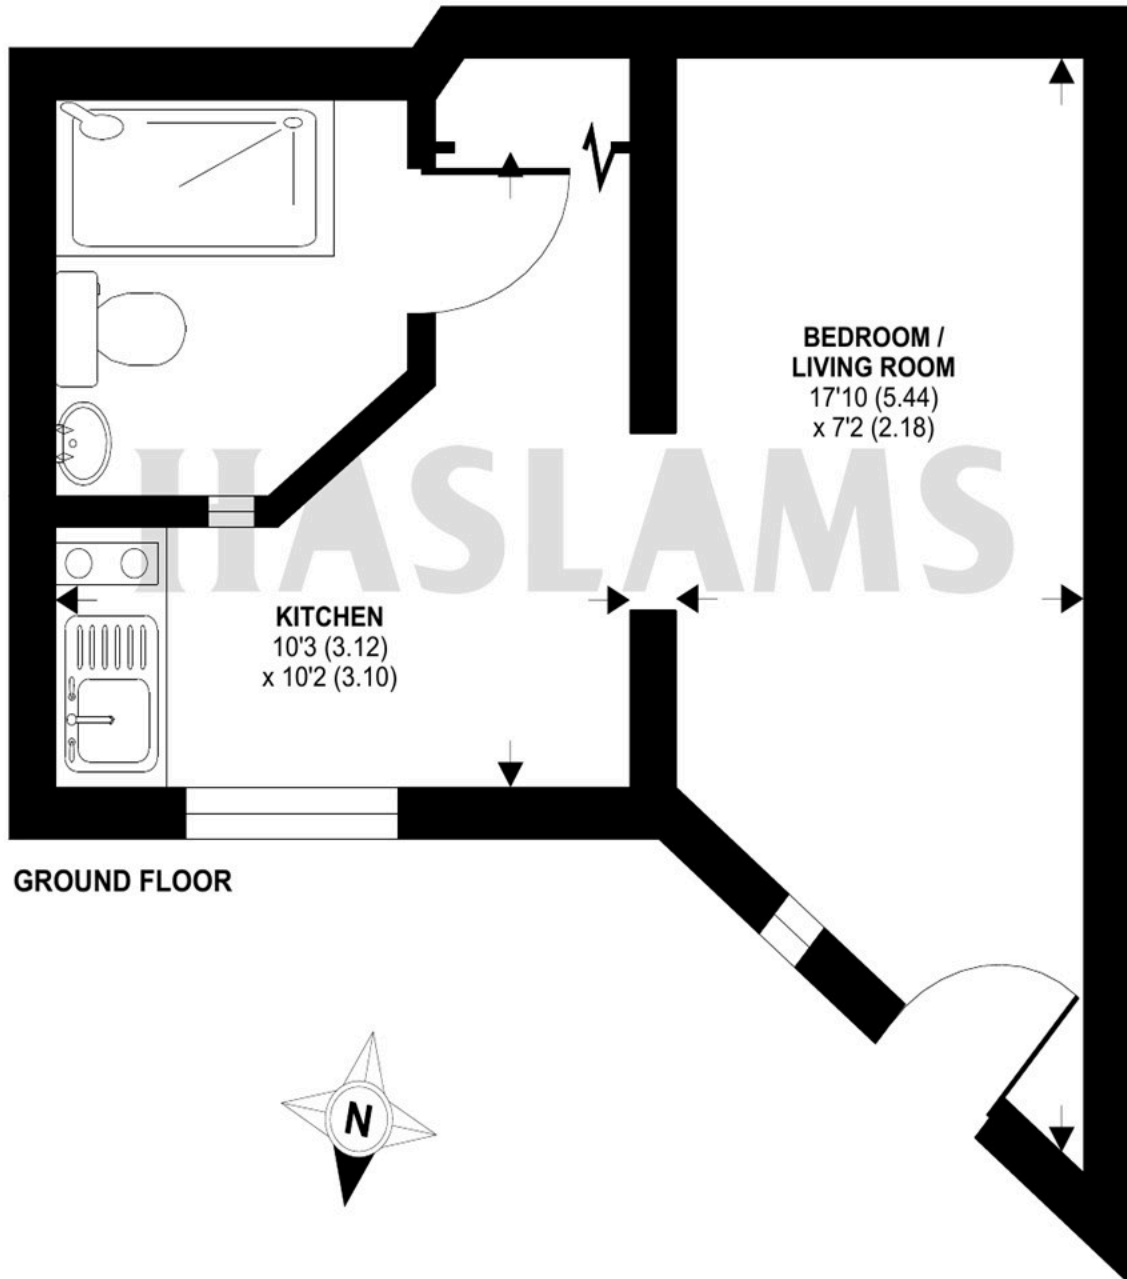 BEDROOM /
LIVING ROOM
17'10 (5.44)
x 7'2 (2.18)
HASLAMS
KITCHEN
10'3 (3.12)
x 10'2 (3.10)
GROUND FLOOR
N